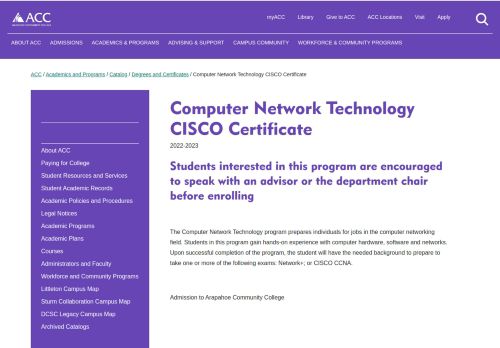 ACC
ARAPAHOE COMMUNITY COLLEGE
myACC Library Give to ACC ACC Locations Visit Apply
ABOUT ACC ADMISSIONS ACADEMICS & PROGRAMS ADVISING & SUPPORT CAMPUS COMMUNITY WORKFORCE & COMMUNITY PROGRAMS
ACC / Academics and Programs / Catalog / Degrees and Certificates / Computer Network Technology CISCO Certificate
About ACC
Paying for College
Student Resources and Services
Student Academic Records
Academic Policies and Procedures
Legal Notices
Academic Programs
Academic Plans
Courses
Administrators and Faculty
Workforce and Community Programs
Littleton Campus Map
Sturm Collaboration Campus Map
DCSC Legacy Campus Map
Archived Catalogs
Computer Network Technology
CISCO Certificate
2022-2023
Students interested in this program are encouraged
to speak with an advisor or the department chair
before enrolling
The Computer Network Technology program prepares individuals for jobs in the computer networking
field. Students in this program gain hands-on experience with computer hardware, software and networks.
Upon successful completion of the program, the student will have the needed background to prepare to
take one or more of the following exams: Network+; or CISCO CCNA.
Admission to Arapahoe Community College